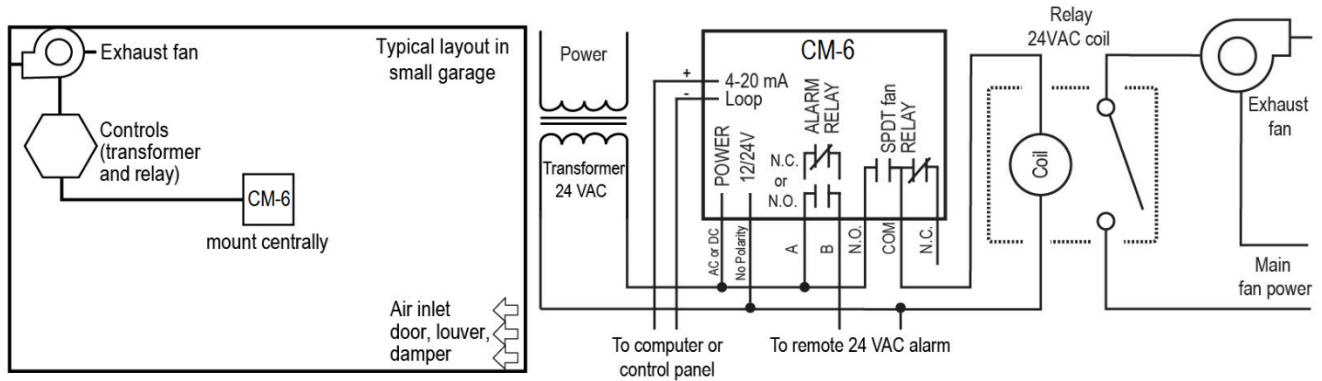 Exhaust fan
Typical layout in
small garage
Controls
(transformer
and relay)
CM-6
mount centrally
Air inlet
door, louver,
damper
Power
Transformer
24 VAC
CM-6
+
4-20 mA
-
Loop
POWER
12/24V
ALARM
RELAY
N.C.
or
N.O.
SPDT fan
RELAY
AC or DC
No Polarity
A
B
N.O.
COM
N.C.
To computer or
control panel
To remote 24 VAC alarm
Relay
24VAC coil
Coil
Exhaust
fan
Main
fan power